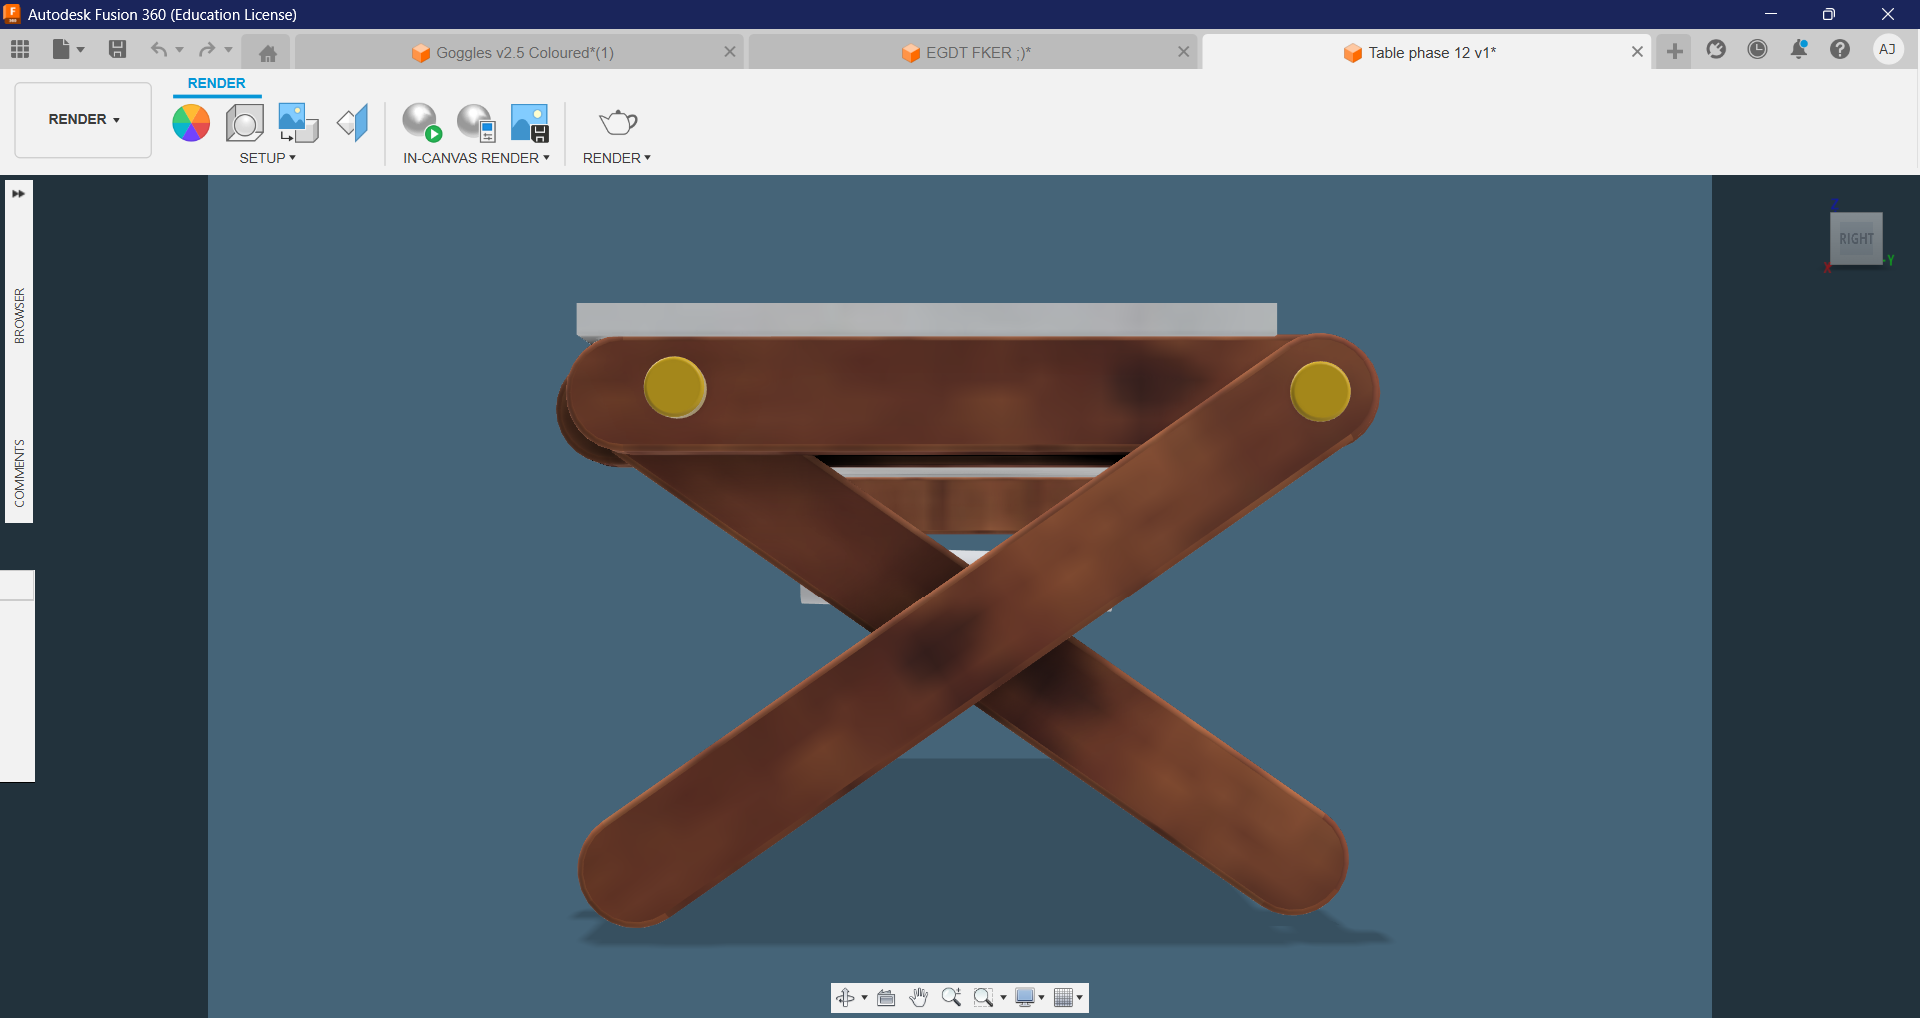 Autodesk Fusion 360 (Education License)
Goggles v2.5 Coloured*(1)
EGDT FKER ;)*
Table phase 12 v1*
AJ
RENDER
RENDER
SETUP
IN-CANVAS RENDER
RENDER
BROWSER
COMMENTS
Z
RIGHT
X
-Y